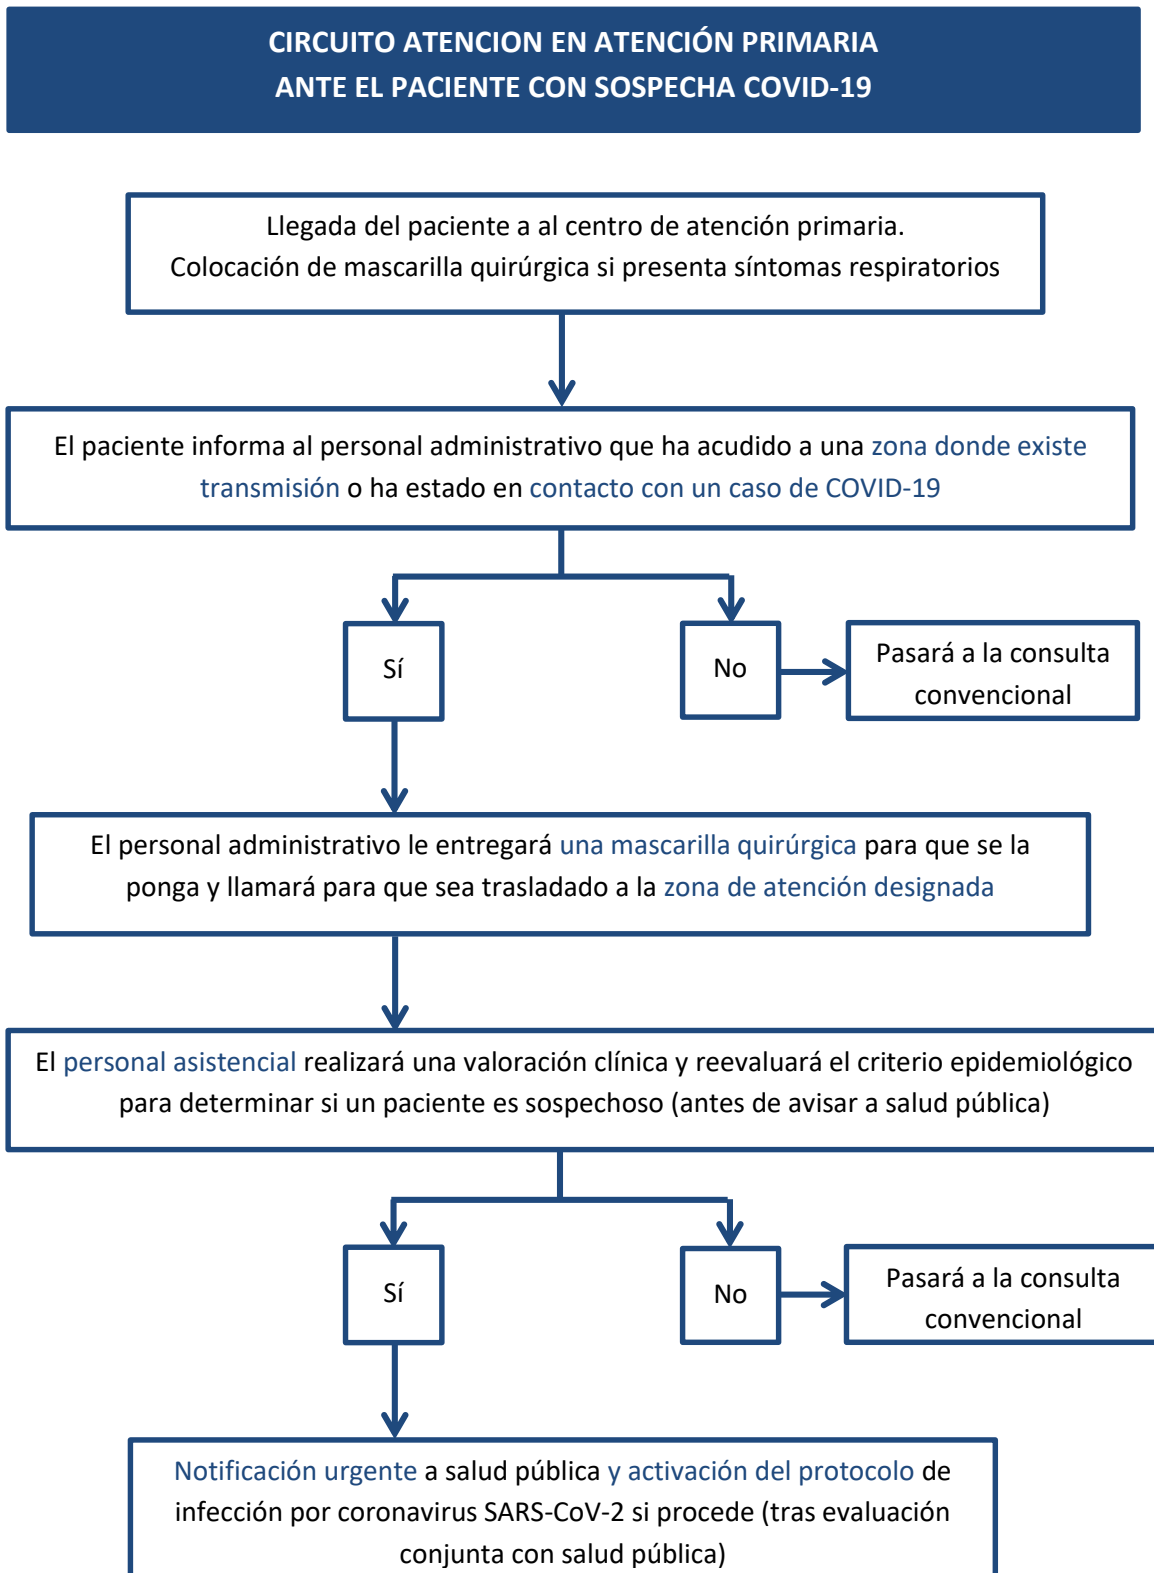 CIRCUITO ATENCION EN ATENCIÓN PRIMARIA
ANTE EL PACIENTE CON SOSPECHA COVID-19
Llegada del paciente a al centro de atención primaria.
Colocación de mascarilla quirúrgica si presenta síntomas respiratorios
El paciente informa al personal administrativo que ha acudido a una zona donde existe
transmisión o ha estado en contacto con un caso de COVID-19
Sí
No
Pasará a la consulta
convencional
El personal administrativo le entregará una mascarilla quirúrgica para que se la
ponga y llamará para que sea trasladado a la zona de atención designada
El personal asistencial realizará una valoración clínica y reevaluará el criterio epidemiológico
para determinar si un paciente es sospechoso (antes de avisar a salud pública)
Sí
No
Pasará a la consulta
convencional
Notificación urgente a salud pública y activación del protocolo de
infección por coronavirus SARS-CoV-2 si procede (tras evaluación
conjunta con salud pública)